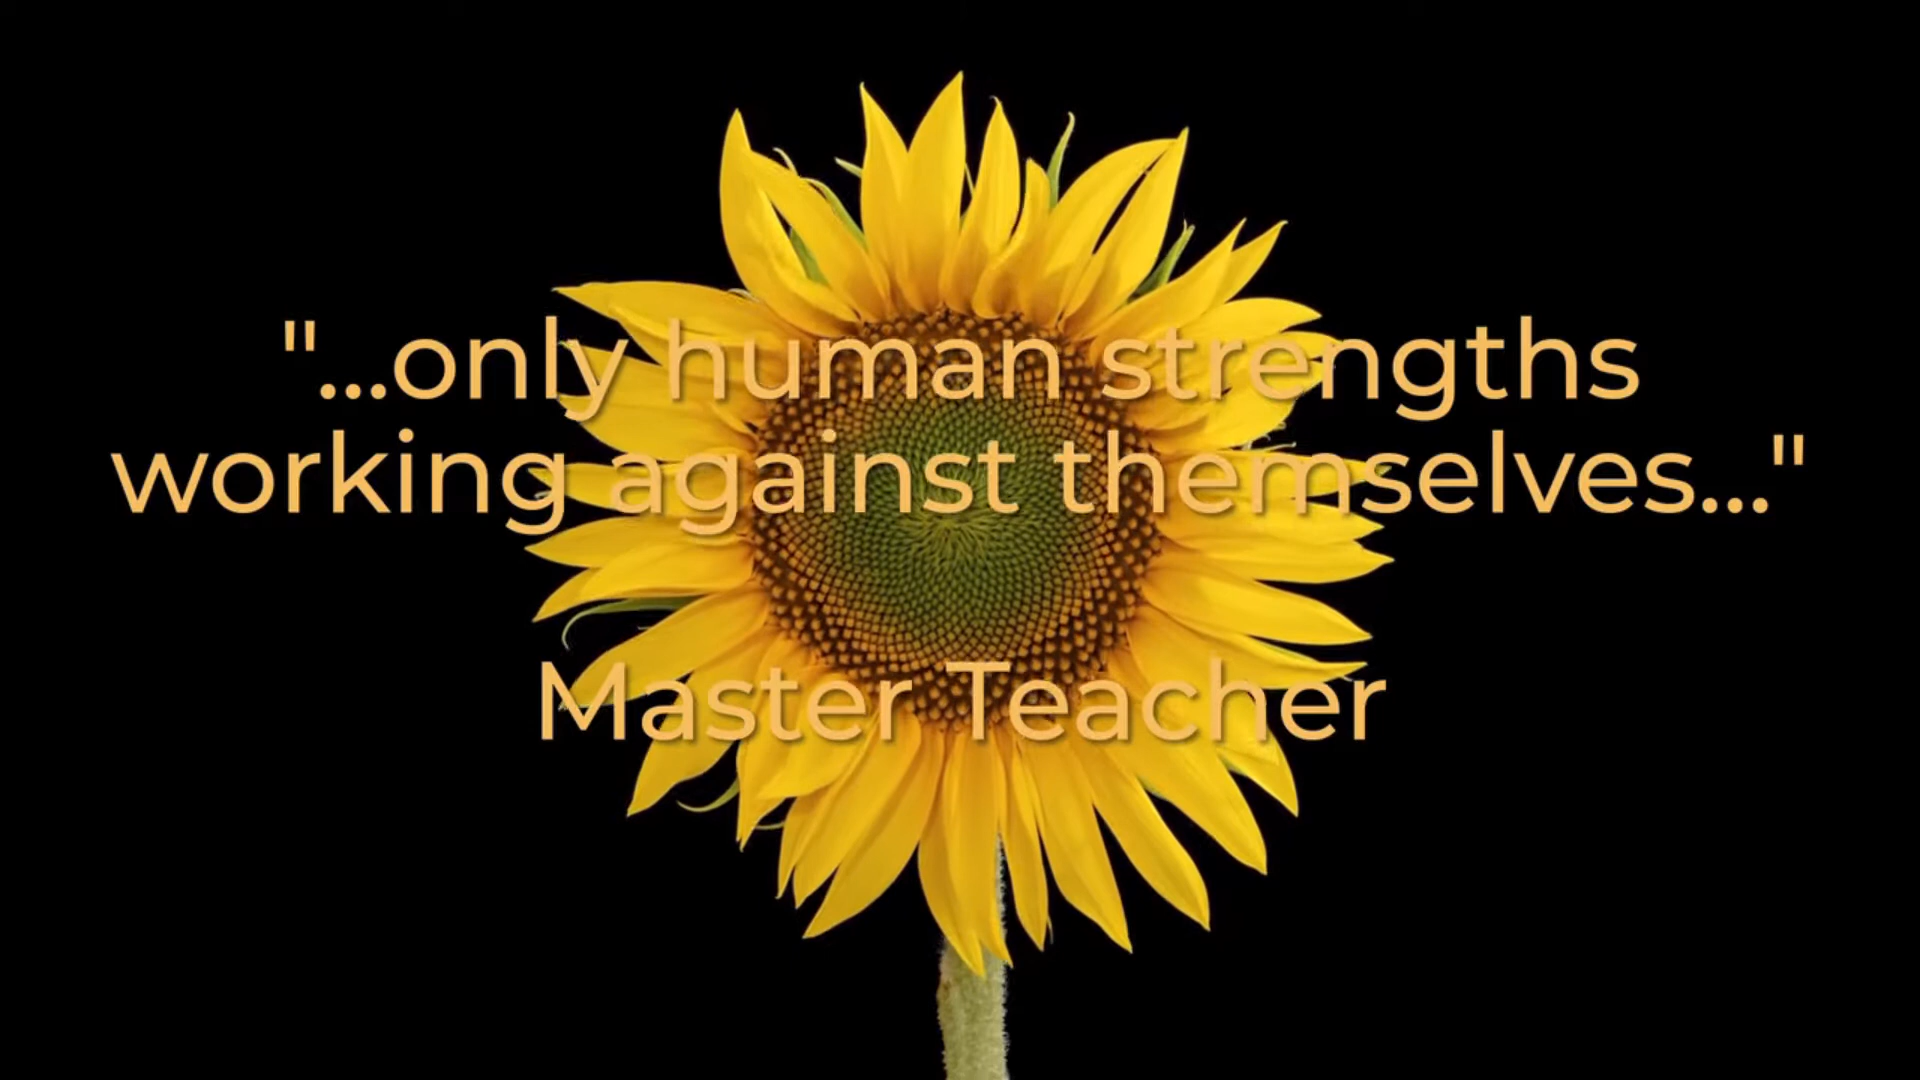 "...only human strengths
working against themselves..."
Master Teacher